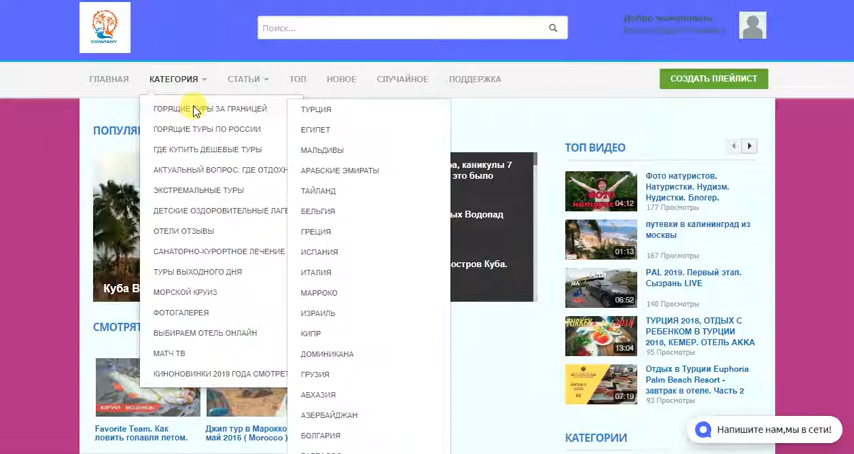 COMPANY
Поиск...
Добро пожаловать
ГЛАВНАЯ
КАТЕГОРИЯ
СТАТЬИ
ТОП
НОВОЕ
СЛУЧАЙНОЕ
ПОДДЕРЖКА
СОЗДАТЬ ПЛЕЙЛИСТ
ПОПУЛЯ
ГОРЯЩИЕ ТУРЫ ЗА ГРАНИЦЕЙ
ГОРЯЩИЕ ТУРЫ ПО РОССИИ
ГДЕ КУПИТЬ ДЕШЕВЫЕ ТУРЫ
АКТУАЛЬНЫЙ ВОПРОС: ГДЕ ОТДОХН
ЭКСТРЕМАЛЬНЫЕ ТУРЫ
ДЕТСКИЕ ОЗДОРОВИТЕЛЬНЫЕ ЛАГЕ
ОТЕЛИ ОТЗЫВЫ
САНАТОРНО-КУРОРТНОЕ ЛЕЧЕНИЕ
ТУРЫ ВЫХОДНОГО ДНЯ
МОРСКОЙ КРУИЗ
ФОТОГАЛЕРЕЯ
ВЫБИРАЕМ ОТЕЛЬ ОНЛАЙН
МАТЧ ТВ
КИНОНОВИНКИ 2019 ГОДА СМОТРЕТ
ТУРЦИЯ
ЕГИПЕТ
МАЛЬДИВЫ
АРАБСКИЕ ЭМИРАТЫ
ТАЙЛАНД
БЕЛЬГИЯ
ГРЕЦИЯ
ИСПАНИЯ
ИТАЛИЯ
МАРРОКО
ИЗРАИЛЬ
КИПР
ДОМИНИКАНА
ГРУЗИЯ
АБХАЗИЯ
АЗЕРБАЙДЖАН
БОЛГАРИЯ
ра, каникулы 7
это было
ых Водопад
остров Куба.
Куба В
СМОТРЯТ
Favorite Team. Как
ловить голавля летом.
Джип тур в Марокко
май 2015 ( Morocco )
ТОП ВИДЕО
04:12
Фото натуристов.
Натуристки. Нудизм.
Нудистки. Блогер.
177 Просмотры
01:13
путевки в калининград из
москвы
167 Просмотры
06:52
PAL 2019. Первый этап.
Сызрань LIVE
140 Просмотры
13:04
ТУРЦИЯ 2018, ОТДЫХ С
РЕБЕНКОМ В ТУРЦИИ
2018, КЕМЕР. ОТЕЛЬ AKKA
95 Просмотры
07:19
Отдых в Турции Euphoria
Palm Beach Resort -
завтрак в отеле. Часть 2
93 Просмотры
КАТЕГОРИИ
Напишите нам,мы в сети!